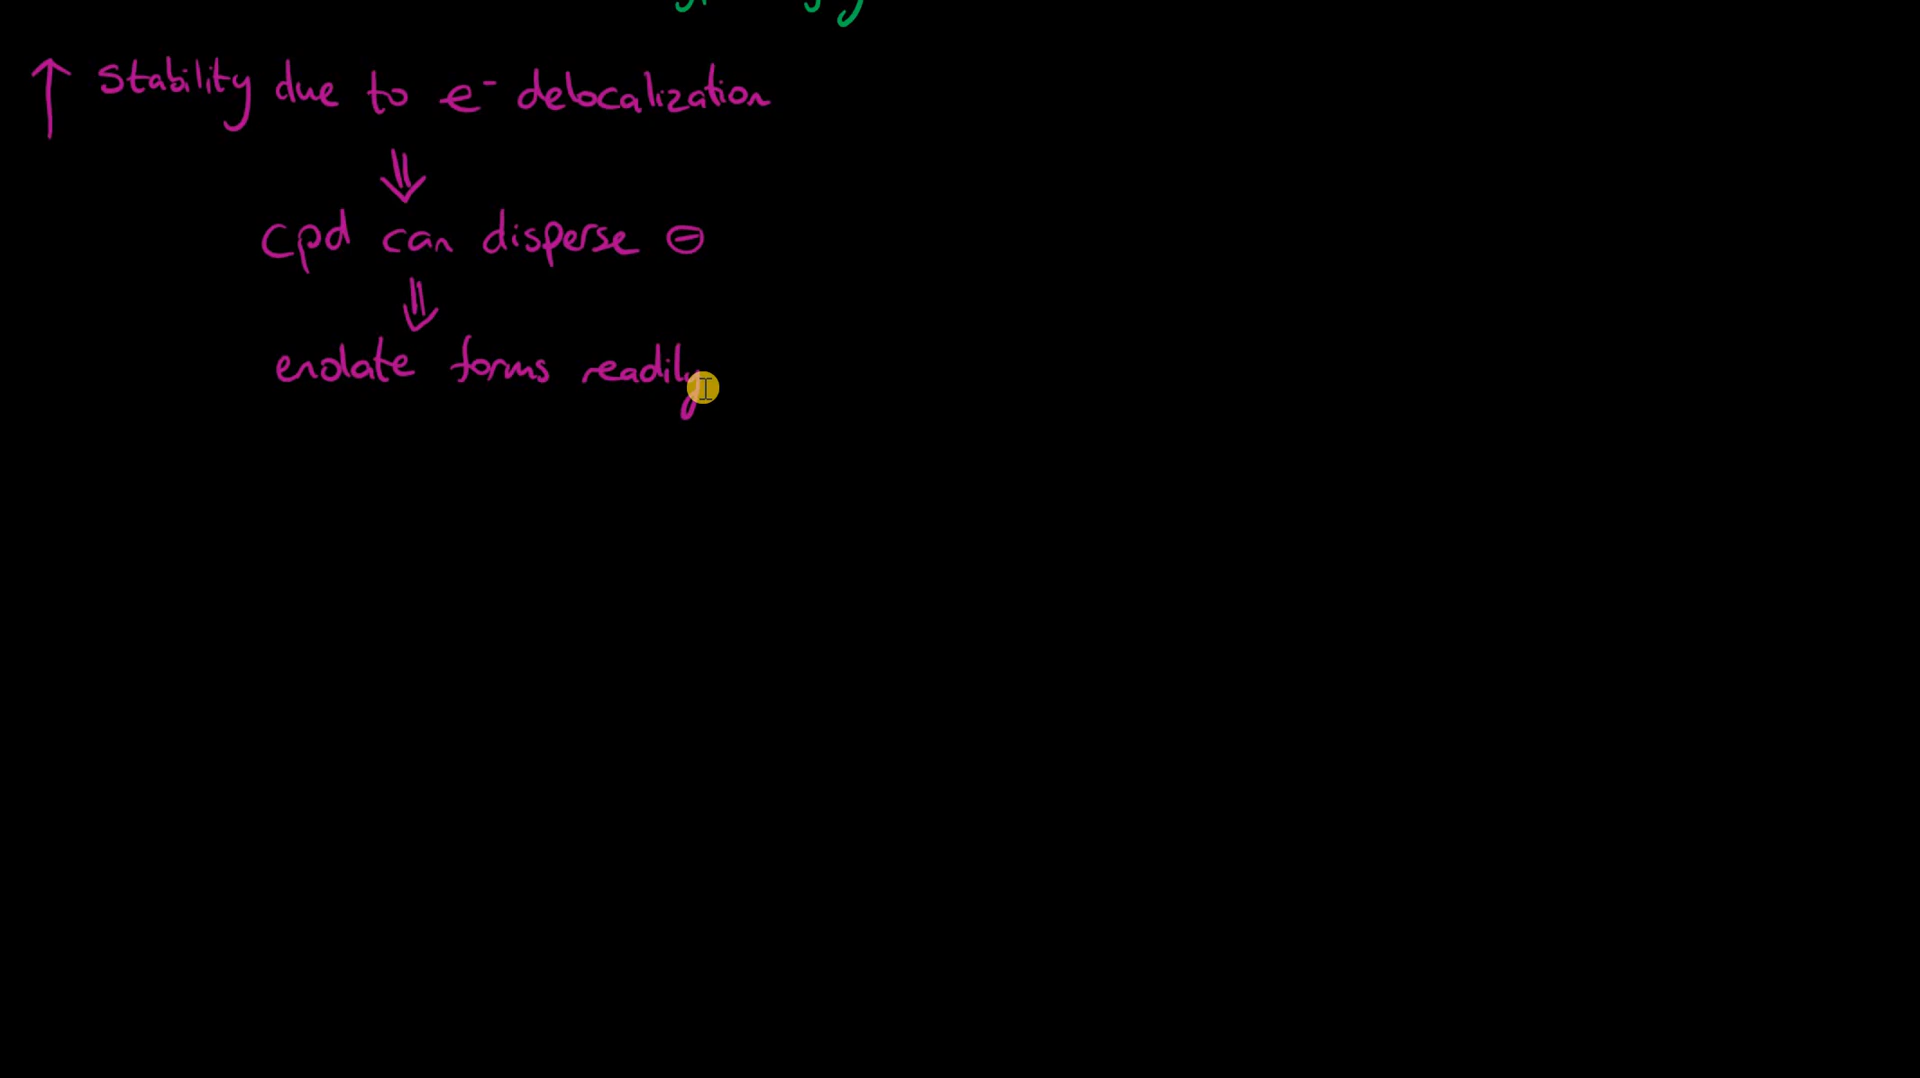 ↑ Stability due to e⁻ delocalization
⇓
cpd can disperse ⊖
⇓
enolate forms readily